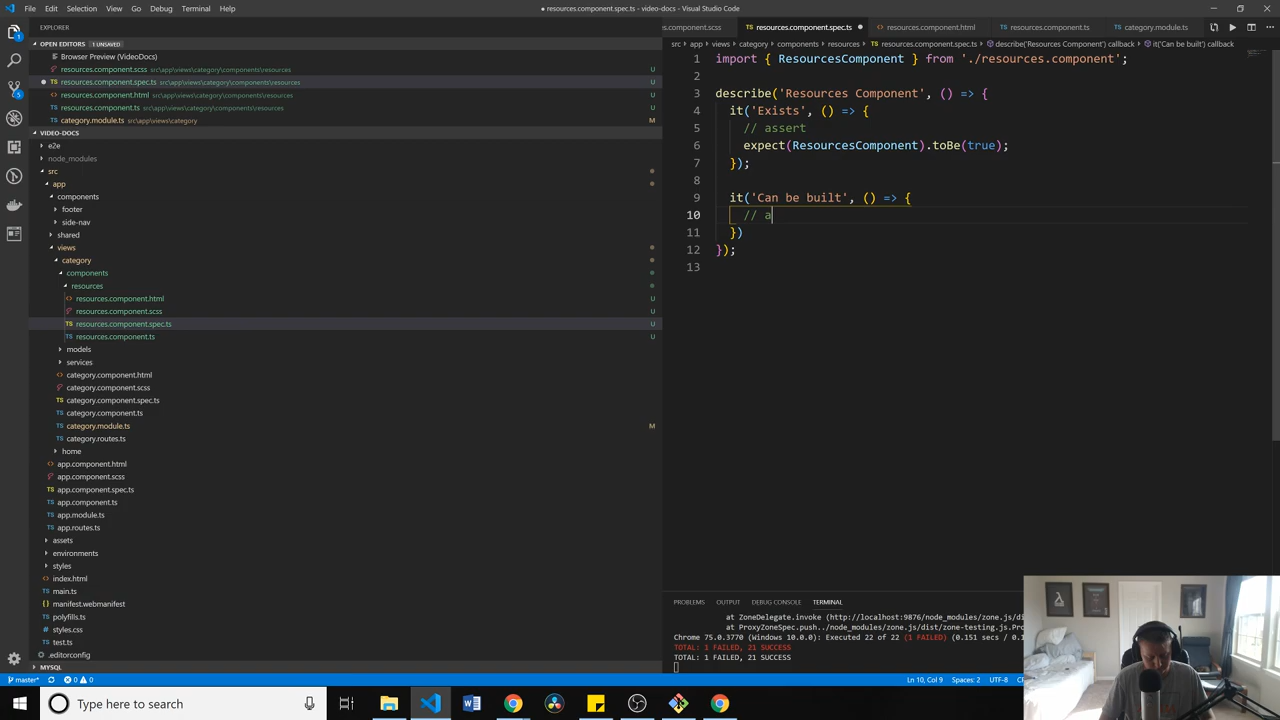 File Edit Selection View Go Debug Terminal Help
● resources.component.spec.ts - video-docs - Visual Studio Code
EXPLORER
OPEN EDITORS 1 UNSAVED
Browser Preview (VideoDocs)
resources.component.scss src\app\views\category\components\resources U
resources.component.spec.ts src\app\views\category\components\resources U
resources.component.html src\app\views\category\components\resources U
resources.component.ts src\app\views\category\components\resources U
category.module.ts src\app\views\category M
VIDEO-DOCS
e2e
node_modules
src
app
components
footer
side-nav
shared
views
category
components
resources
resources.component.html U
resources.component.scss U
resources.component.spec.ts U
resources.component.ts U
models
services
category.component.html
category.component.scss
category.component.spec.ts
category.component.ts
category.module.ts M
category.routes.ts
home
app.component.html
app.component.scss
app.component.spec.ts
app.component.ts
app.module.ts
app.routes.ts
assets
environments
styles
index.html
main.ts
manifest.webmanifest
polyfills.ts
styles.css
test.ts
.editorconfig
MYSQL
es.component.scss resources.component.spec.ts resources.component.html resources.component.ts category.module.ts
src > app > views > category > components > resources > resources.component.spec.ts > describe('Resources Component') callback > it('Can be built') callback
1 import { ResourcesComponent } from './resources.component';
2
3 describe('Resources Component', () => {
4 it('Exists', () => {
5 // assert
6 expect(ResourcesComponent).toBe(true);
7 });
8
9 it('Can be built', () => {
10 // a
11 })
12 });
13
PROBLEMS OUTPUT DEBUG CONSOLE TERMINAL
at ZoneDelegate.invoke (http://localhost:9876/node_modules/zone.js/dis
at ProxyZoneSpec.push../node_modules/zone.js/dist/zone-testing.js.Pro
Chrome 75.0.3770 (Windows 10.0.0): Executed 22 of 22 (1 FAILED) (0.151 secs / 0.1
TOTAL: 1 FAILED, 21 SUCCESS
TOTAL: 1 FAILED, 21 SUCCESS
master* 0 0 Ln 10, Col 9 Spaces: 2 UTF-8
Type here to search